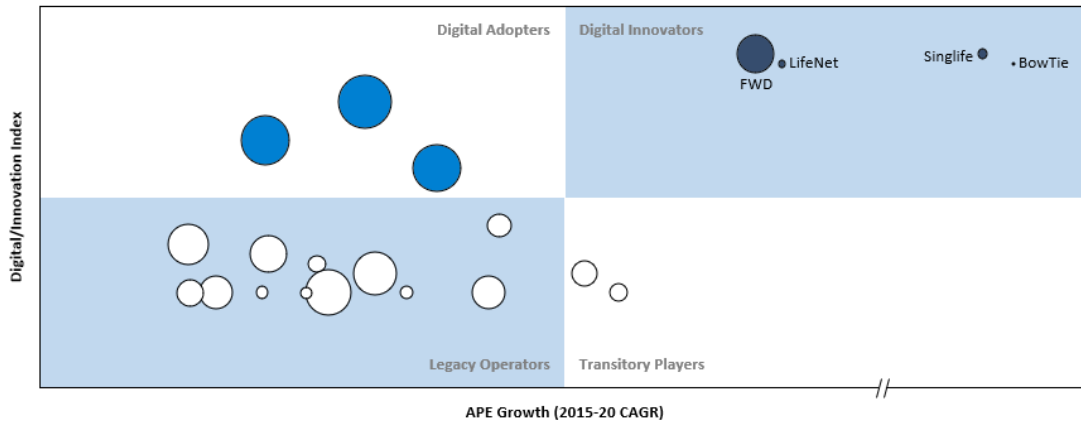 Digital Adopters
Digital Innovators
LifeNet
FWD
Singlife
BowTie
Digital/Innovation Index
Legacy Operators
Transitory Players
APE Growth (2015-20 CAGR)